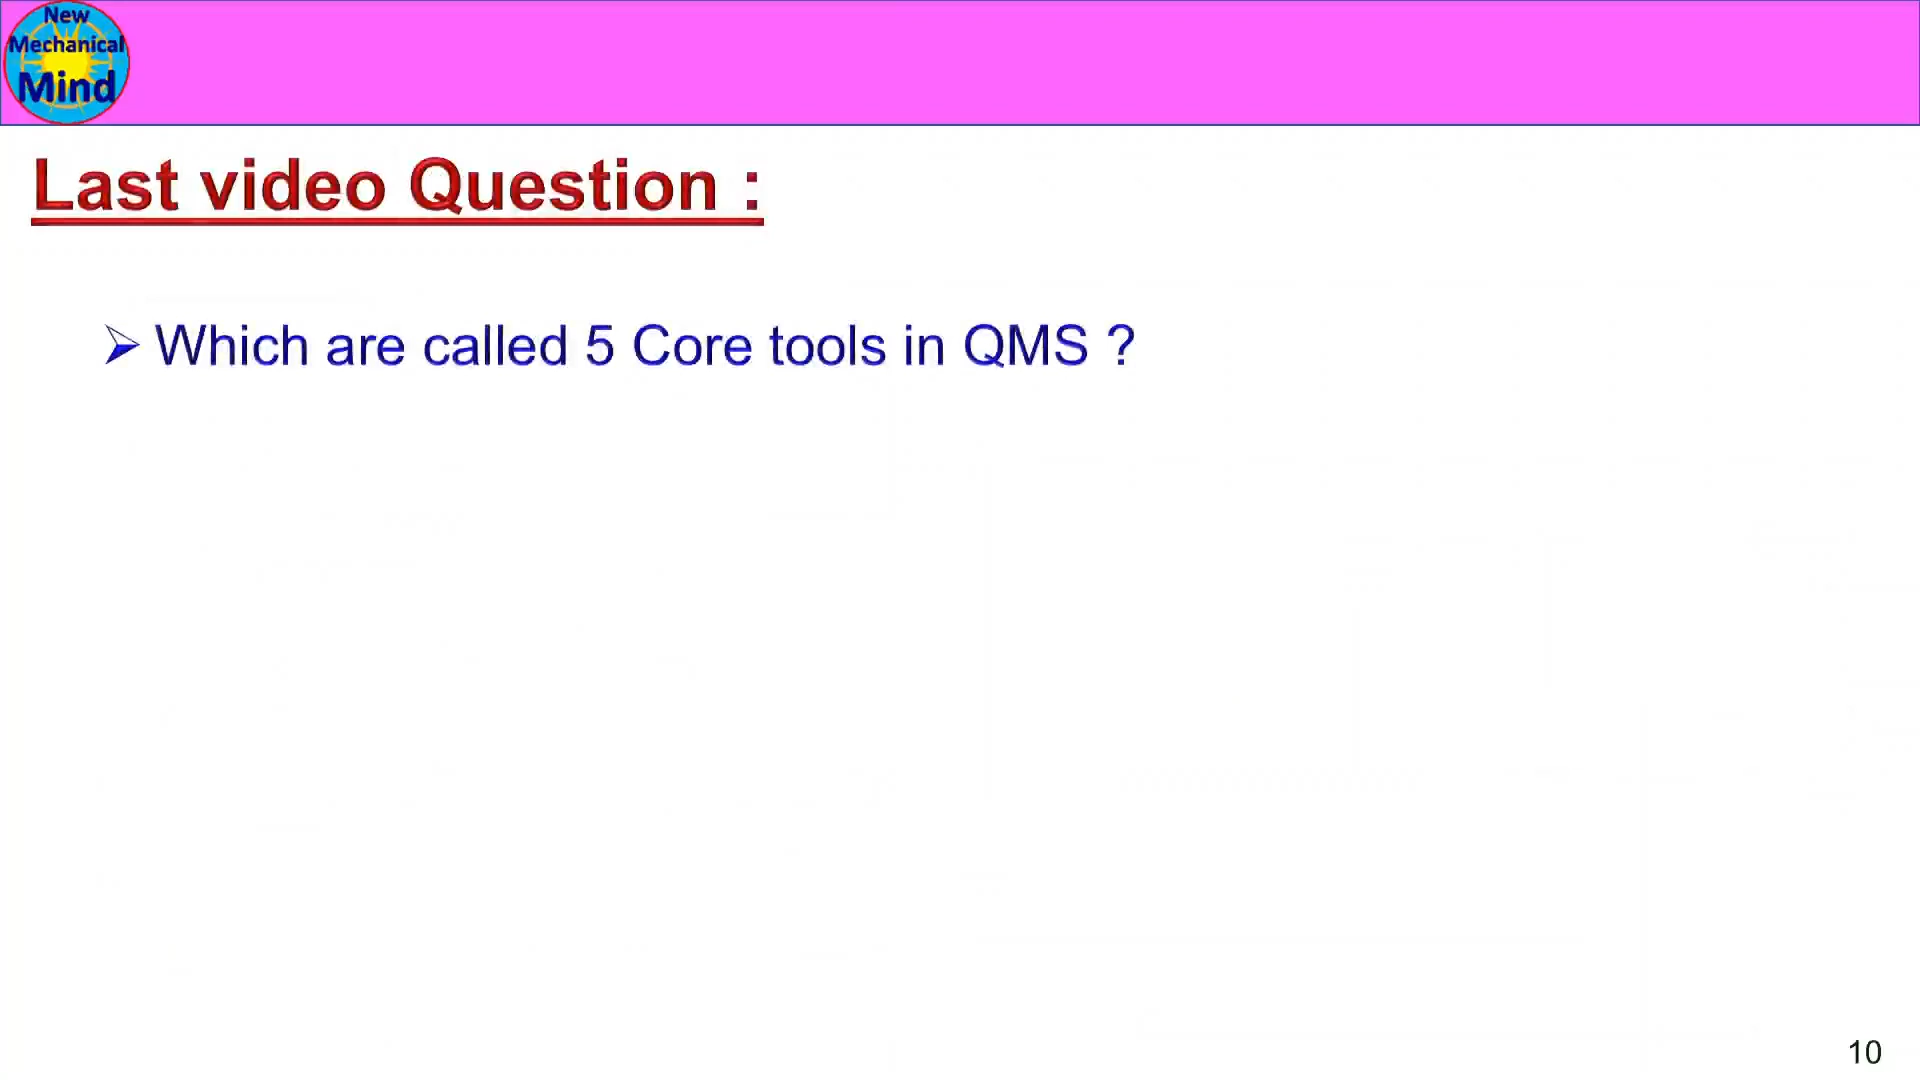 New
Mechanical
Mind
Last video Question :
➢ Which are called 5 Core tools in QMS ?
10